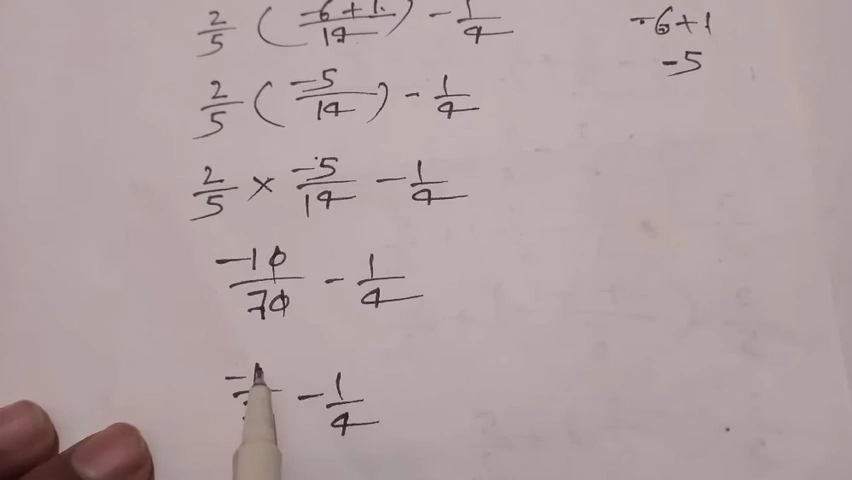 2/5 ( -6+1/14 ) - 1/4
-6+1
-5
2/5 ( -5/14 ) - 1/4
2/5 × -5/14 - 1/4
-10/70 - 1/4
- 1/4